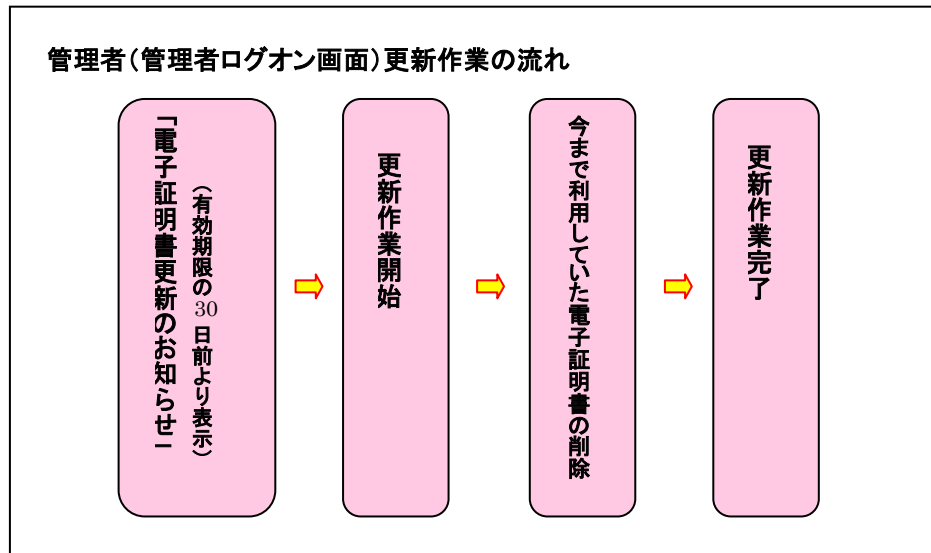 管理者（管理者ログオン画面）更新作業の流れ
「電子証明書更新のお知らせ」
（有効期限の30日前より表示）
更新作業開始
今まで利用していた電子証明書の削除
更新作業完了